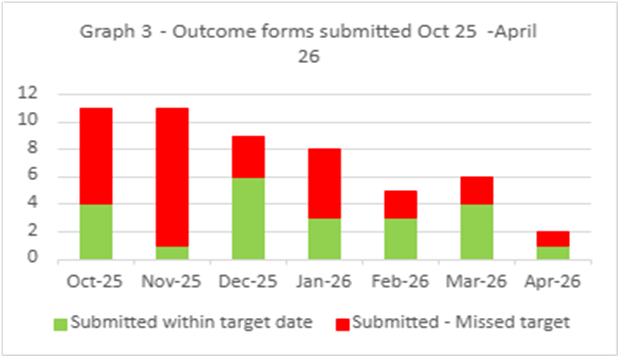 Graph 3 - Outcome forms submitted Oct 25 -April
26
12
10
8
6
4
2
0
Oct-25 Nov-25 Dec-25 Jan-26 Feb-26 Mar-26 Apr-26
Submitted within target date Submitted - Missed target